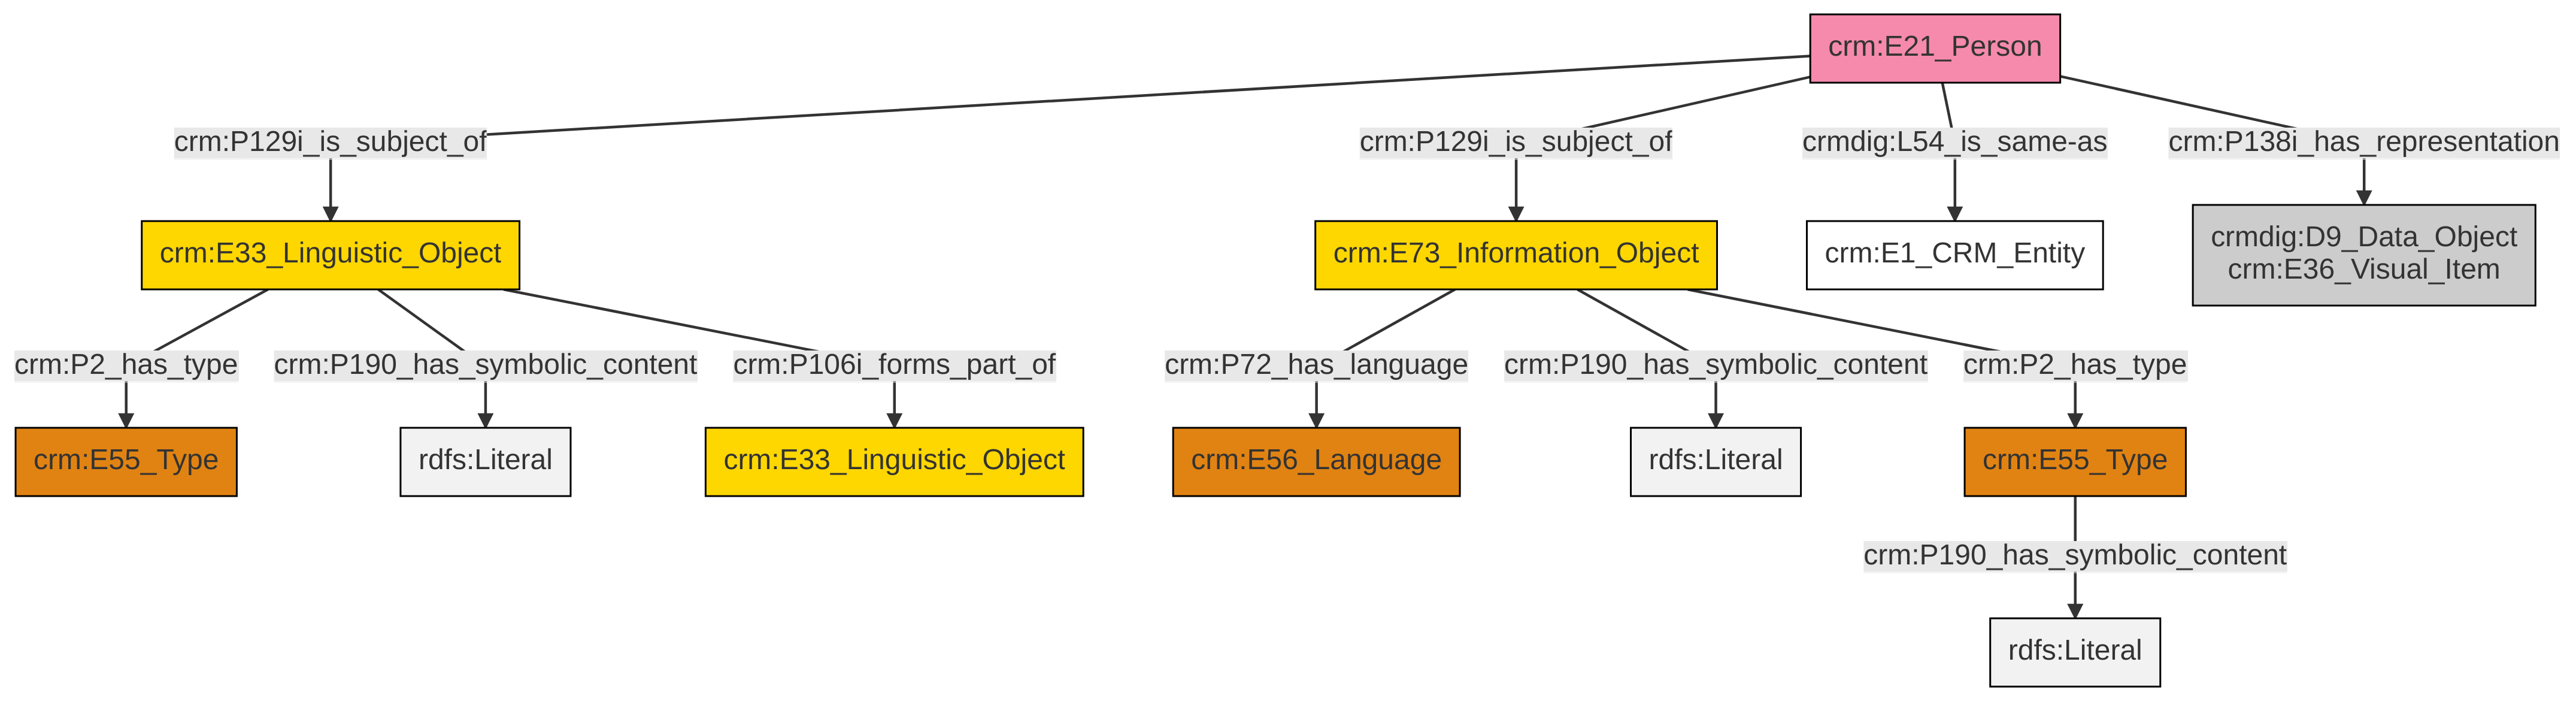 crm:E21_Person
crm:P129i_is_subject_of
crm:P129i_is_subject_of
crmdig:L54_is_same-as
crm:P138i_has_representation
crm:E33_Linguistic_Object
crm:E73_Information_Object
crm:E1_CRM_Entity
crmdig:D9_Data_Object
crm:E36_Visual_Item
crm:P2_has_type
crm:P190_has_symbolic_content
crm:P106i_forms_part_of
crm:P72_has_language
crm:P190_has_symbolic_content
crm:P2_has_type
crm:E55_Type
rdfs:Literal
crm:E33_Linguistic_Object
crm:E56_Language
rdfs:Literal
crm:E55_Type
crm:P190_has_symbolic_content
rdfs:Literal